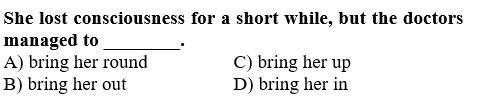 She lost consciousness for a short while, but the doctors
managed to ________.
A) bring her round C) bring her up
B) bring her out D) bring her in